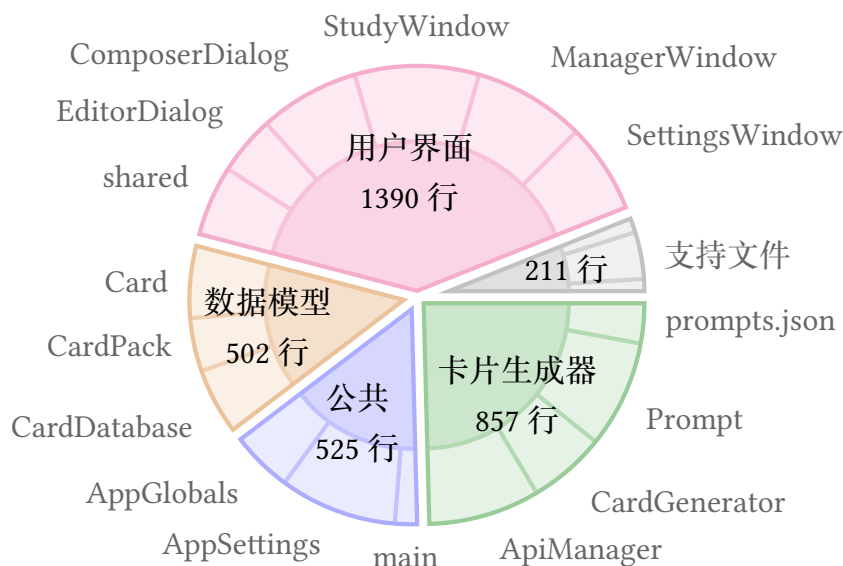 StudyWindow
ComposerDialog
ManagerWindow
EditorDialog
SettingsWindow
shared
用户界面
1390 行
支持文件
211 行
Card
数据模型
502 行
CardPack
CardDatabase
prompts.json
卡片生成器
857 行
Prompt
公共
525 行
AppGlobals
CardGenerator
AppSettings
main
ApiManager